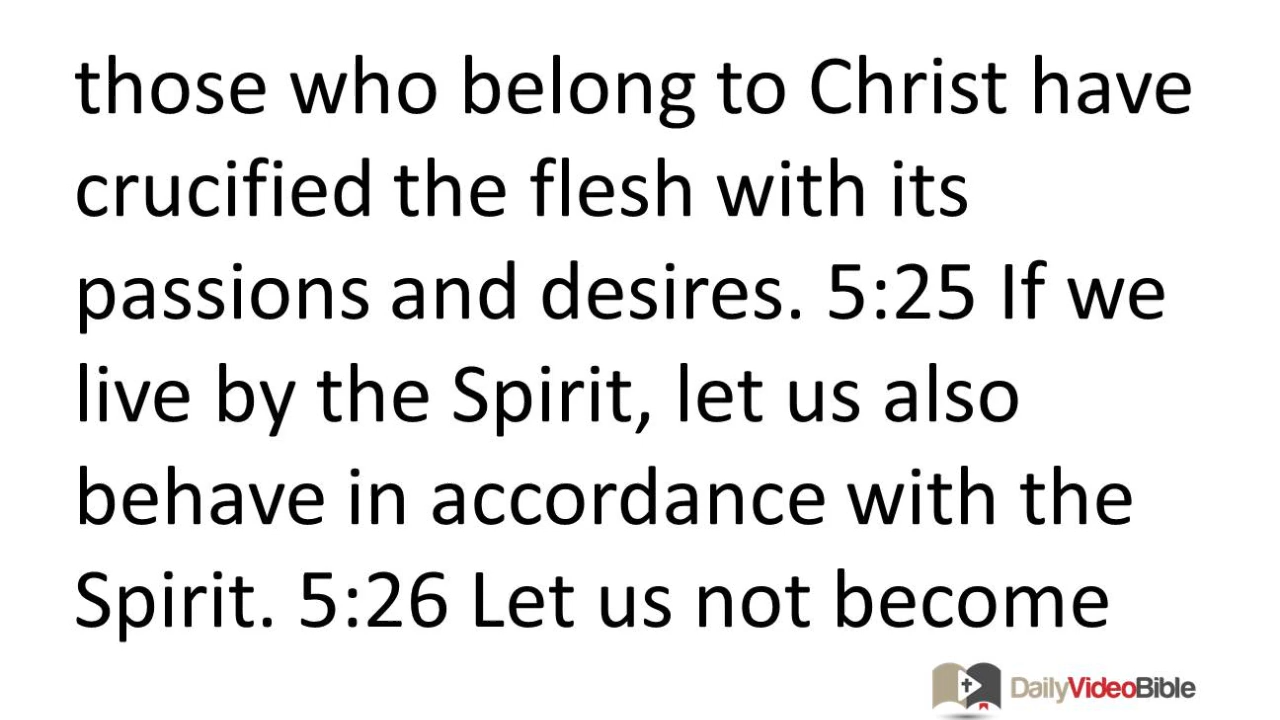 those who belong to Christ have
crucified the flesh with its
passions and desires. 5:25 If we
live by the Spirit, let us also
behave in accordance with the
Spirit. 5:26 Let us not become
DailyVideoBible